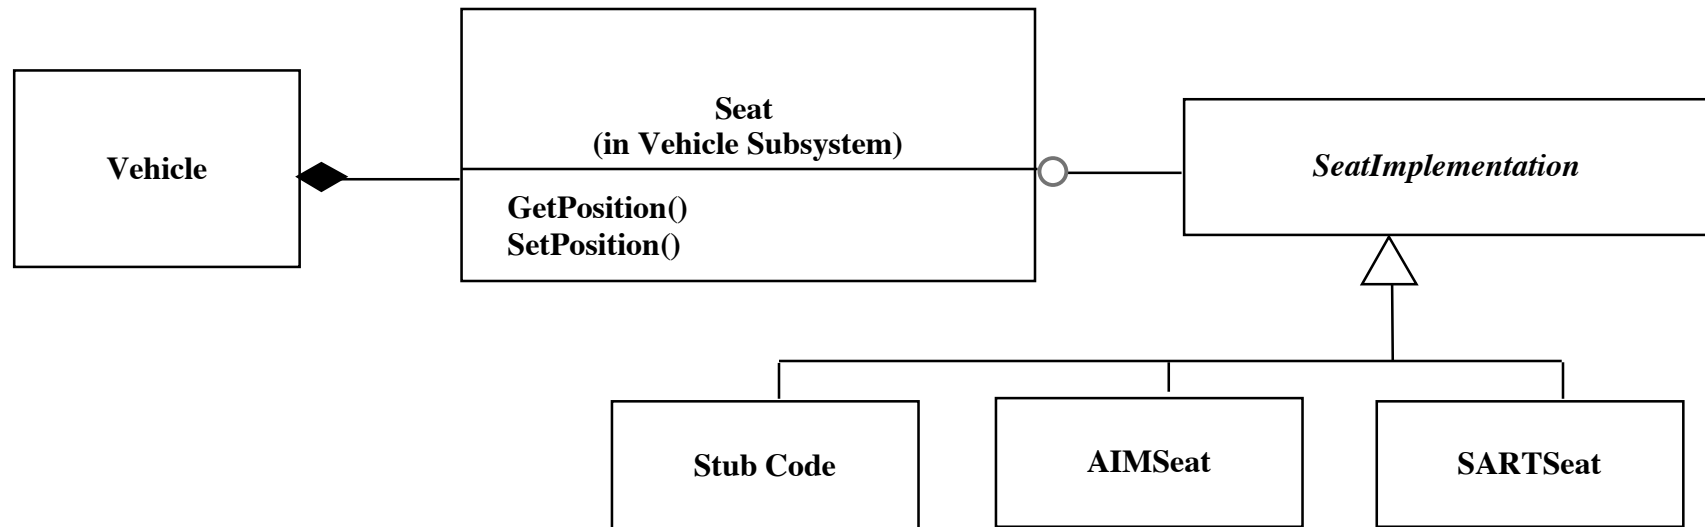 Vehicle
Seat
(in Vehicle Subsystem)
GetPosition()
SetPosition()
SeatImplementation
Stub Code
AIMSeat
SARTSeat